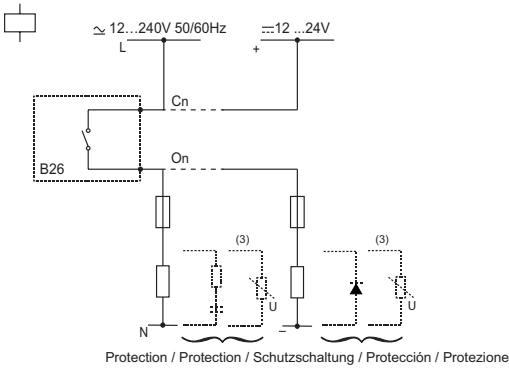 ≂ 12...240V 50/60Hz
⎓12 ...24V
L
+
Cn
On
B26
(3)
(3)
U
U
N
–
Protection / Protection / Schutzschaltung / Protección / Protezione